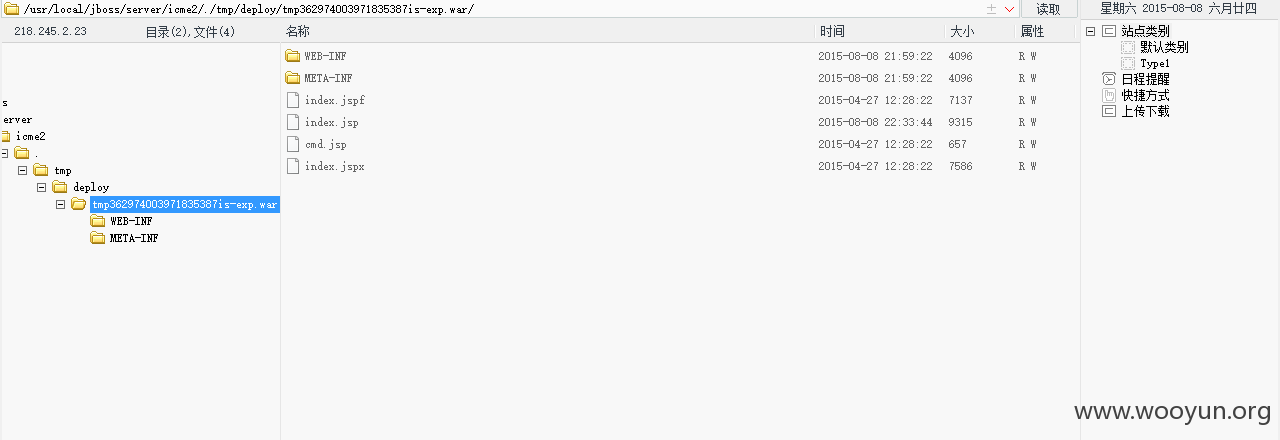 /usr/local/jboss/server/icme2/./tmp/deploy/tmp3629740039718353871s-exp.war/ 读取
星期六 2015-08-08 六月廿四
218.245.2.23 目录(2),文件(4)
名称 时间 大小 属性
s
erver
icme2
.
tmp
deploy
tmp3629740039718353871s-exp.war
WEB-INF
META-INF
WEB-INF 2015-08-08 21:59:22 4096 R W
META-INF 2015-08-08 21:59:22 4096 R W
index.jspf 2015-04-27 12:28:22 7137 R W
index.jsp 2015-08-08 22:33:44 9315 R W
cmd.jsp 2015-04-27 12:28:22 657 R W
index.jspx 2015-04-27 12:28:22 7586 R W
站点类别
默认类别
Type1
日程提醒
快捷方式
上传下载
www.wooyun.org